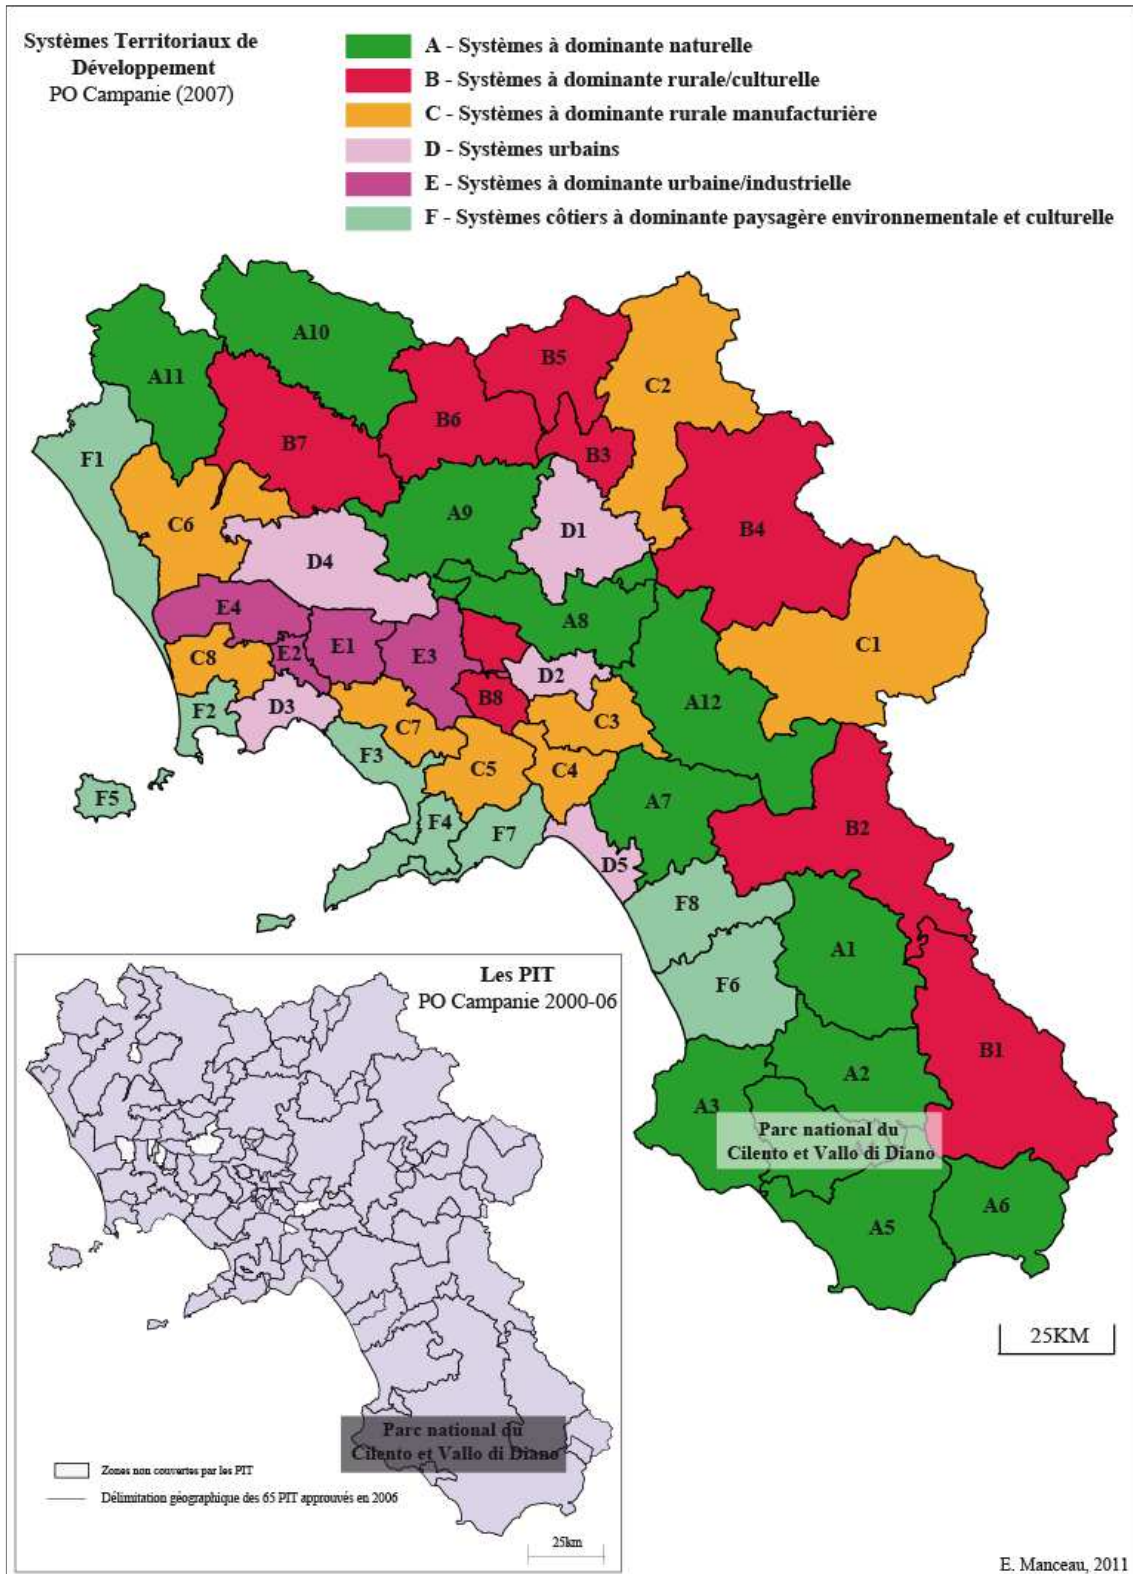 Systèmes Territoriaux de
Développement
PO Campanie (2007)
A - Systèmes à dominante naturelle
B - Systèmes à dominante rurale/culturelle
C - Systèmes à dominante rurale manufacturière
D - Systèmes urbains
E - Systèmes à dominante urbaine/industrielle
F - Systèmes côtiers à dominante paysagère environnementale et culturelle
A10
A11
B5
C2
B6
B7
B3
F1
A9
C6
D1
B4
D4
E4
A8
E1
E2
E3
C8
C1
D2
B8
A12
F2
D3
C7
C3
F3
C5
C4
F5
A7
F4
F7
B2
D5
F8
A1
F6
B1
A2
A3
Parc national du
Cilento et Vallo di Diano
A5
A6
25KM
Les PIT
PO Campanie 2000-06
Parc national du
Cilento et Vallo di Diano
Zones non couvertes par les PIT
Délimitation géographique des 65 PIT approuvés en 2006
25km
E. Manceau, 2011